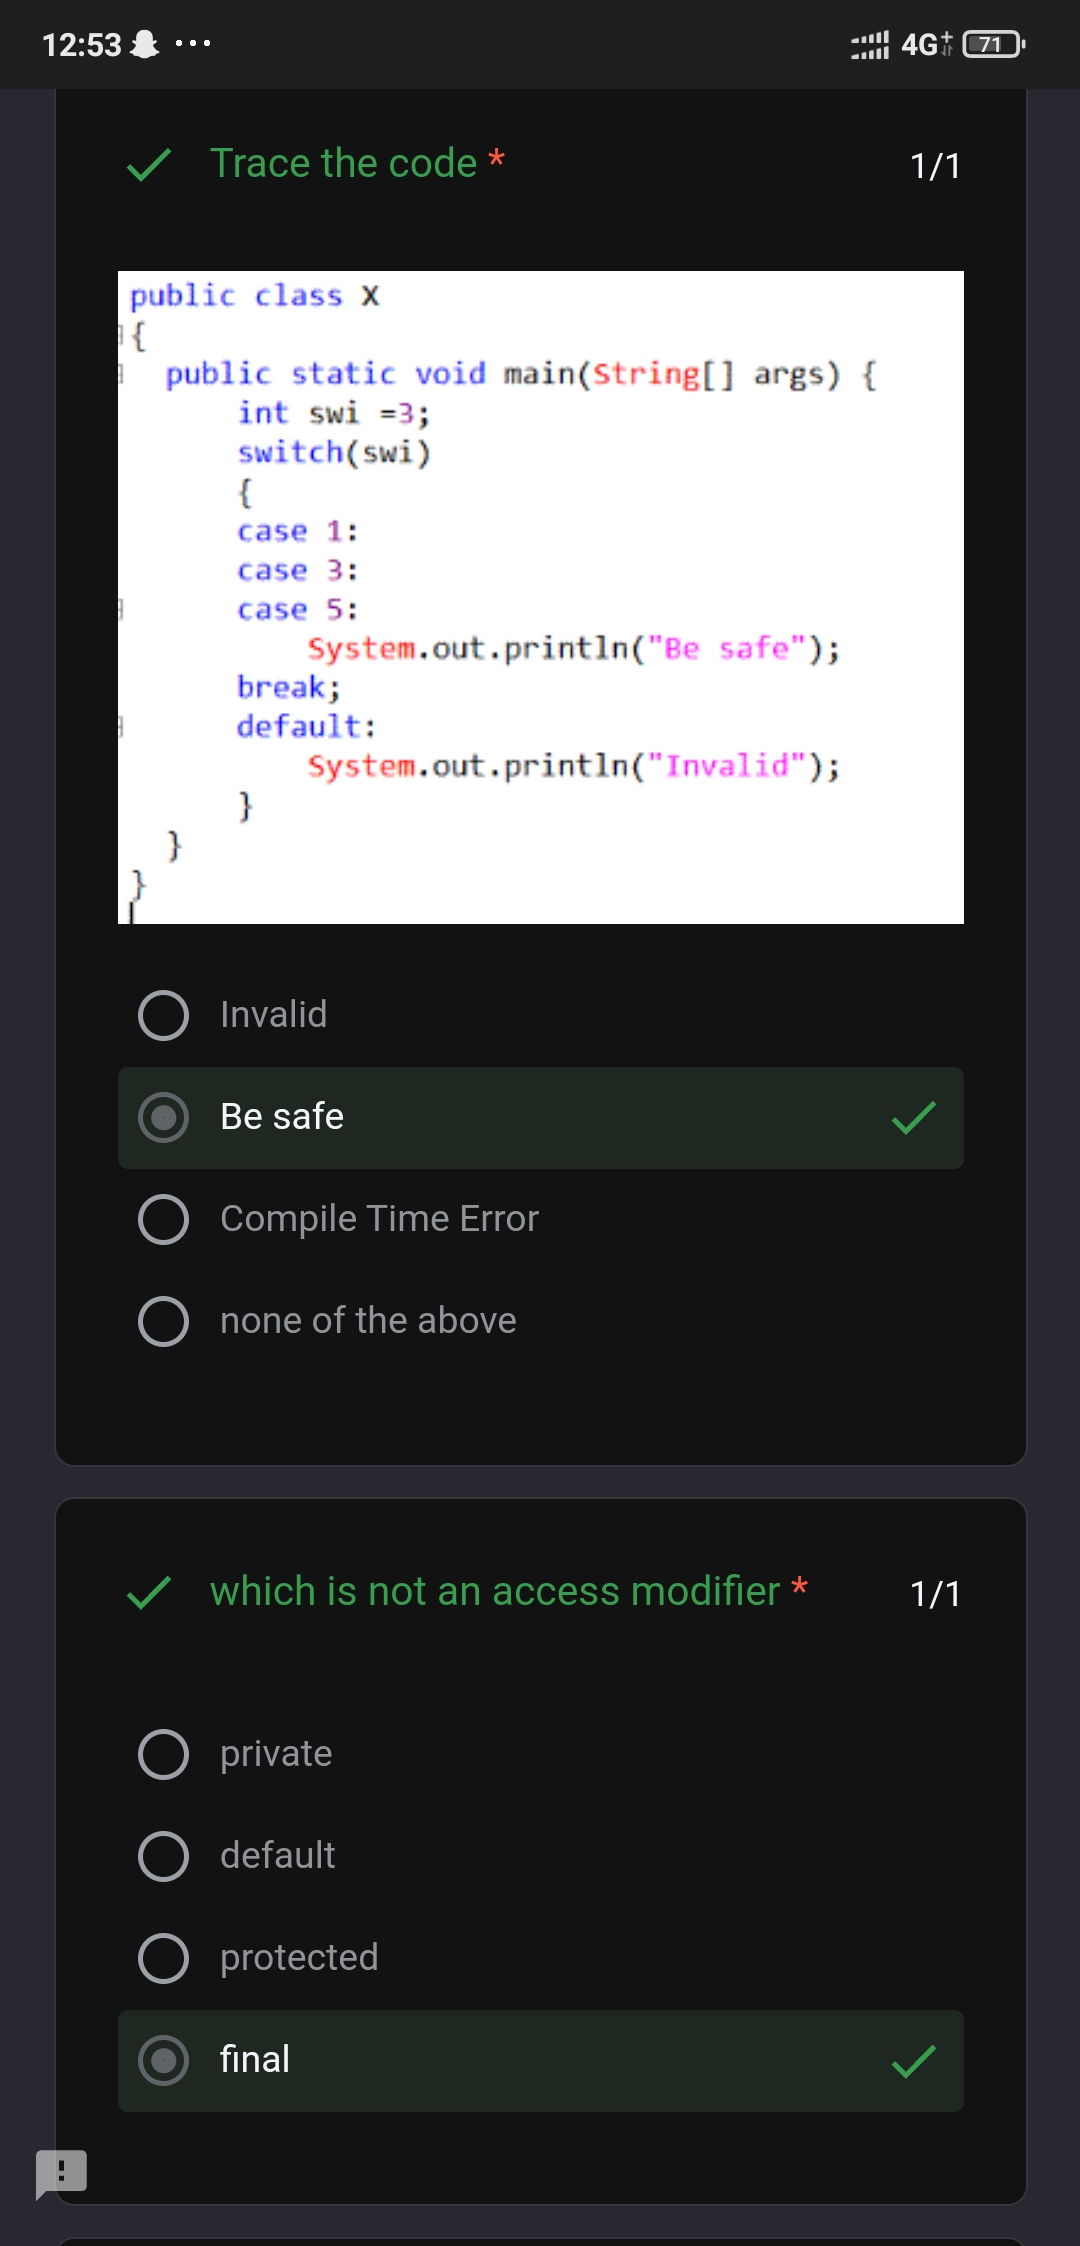 12:53 ... 4G+ 71
Trace the code * 1/1
public class X
{
public static void main(String[] args) {
int swi =3;
switch(swi)
{
case 1:
case 3:
case 5:
System.out.println("Be safe");
break;
default:
System.out.println("Invalid");
}
}
}
Invalid
Be safe
Compile Time Error
none of the above
which is not an access modifier * 1/1
private
default
protected
final